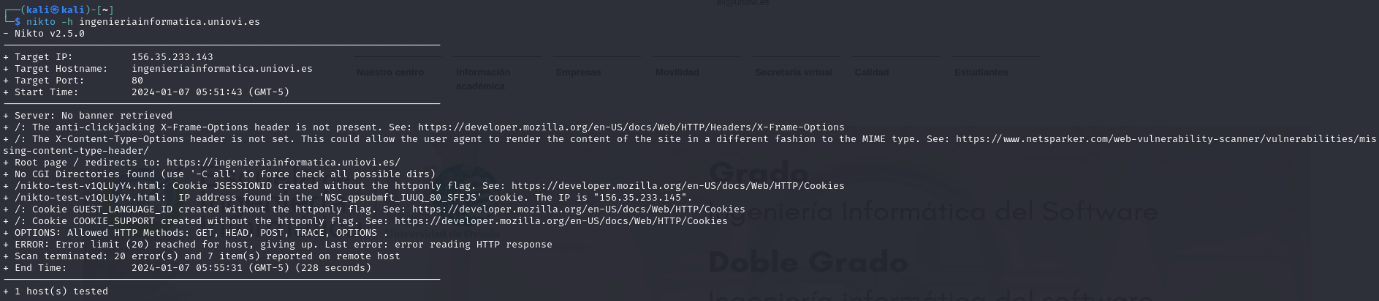 ┌──(kali㉿kali)-[~]
└─$ nikto -h ingenieriainformatica.uniovi.es
- Nikto v2.5.0
+ Target IP: 156.35.233.143
+ Target Hostname: ingenieriainformatica.uniovi.es
+ Target Port: 80
+ Start Time: 2024-01-07 05:51:43 (GMT-5)
+ Server: No banner retrieved
+ /: The anti-clickjacking X-Frame-Options header is not present. See: https://developer.mozilla.org/en-US/docs/Web/HTTP/Headers/X-Frame-Options
+ /: The X-Content-Type-Options header is not set. This could allow the user agent to render the content of the site in a different fashion to the MIME type. See: https://www.netsparker.com/web-vulnerability-scanner/vulnerabilities/mis
sing-content-type-header/
+ Root page / redirects to: https://ingenieriainformatica.uniovi.es/
+ No CGI Directories found (use '-C all' to force check all possible dirs)
+ /nikto-test-v1QLUyY4.html: Cookie JSESSIONID created without the httponly flag. See: https://developer.mozilla.org/en-US/docs/Web/HTTP/Cookies
+ /nikto-test-v1QLUyY4.html: IP address found in the 'NSC_qpsubmft_IUUQ_80_SFEJS' cookie. The IP is "156.35.233.145".
+ /: Cookie GUEST_LANGUAGE_ID created without the httponly flag. See: https://developer.mozilla.org/en-US/docs/Web/HTTP/Cookies
+ /: Cookie COOKIE_SUPPORT created without the httponly flag. See: https://developer.mozilla.org/en-US/docs/Web/HTTP/Cookies
+ OPTIONS: Allowed HTTP Methods: GET, HEAD, POST, TRACE, OPTIONS .
+ ERROR: Error limit (20) reached for host, giving up. Last error: error reading HTTP response
+ Scan terminated: 20 error(s) and 7 item(s) reported on remote host
+ End Time: 2024-01-07 05:55:31 (GMT-5) (228 seconds)
+ 1 host(s) tested
Nuestro centro Información académica Empresas Movilidad Secretaría virtual Calidad Estudiantes
Grado
Ingeniería Informática del Software
Doble Grado
Ingeniería informática del software